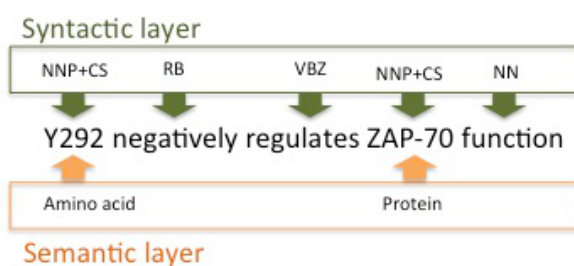 Syntactic layer
NNP+CS RB VBZ NNP+CS NN
Y292 negatively regulates ZAP-70 function
Amino acid Protein
Semantic layer